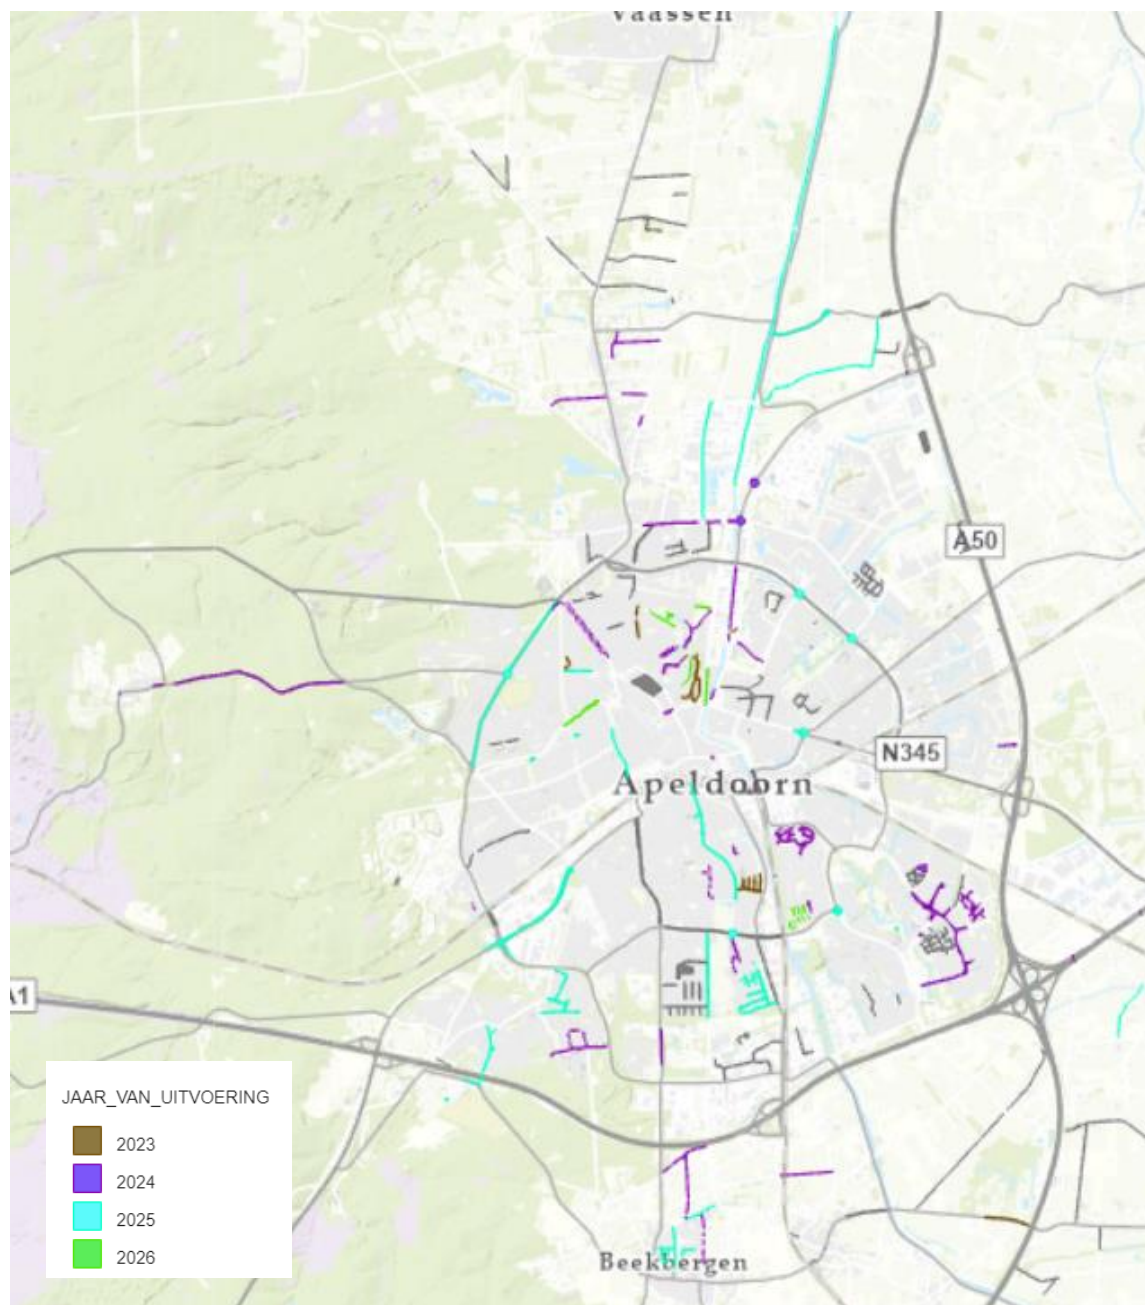 Vaassen
A50
N345
Apeldoorn
A1
JAAR_VAN_UITVOERING
2023
2024
2025
2026
Beekbergen